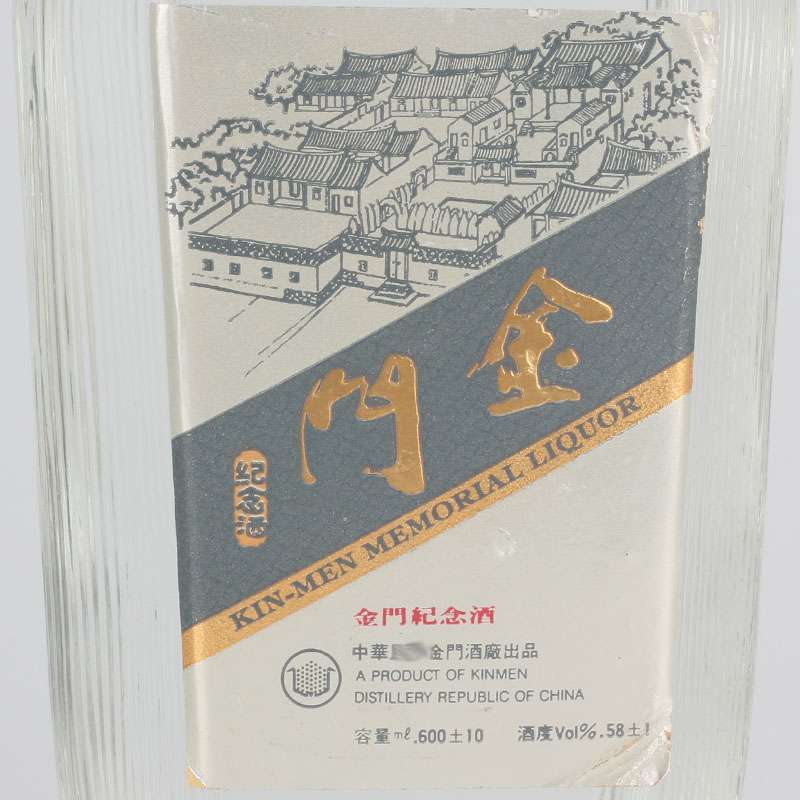 金門
紀念酒
KIN-MEN MEMORIAL LIQUOR
金門紀念酒
中華 金門酒廠出品
A PRODUCT OF KINMEN
DISTILLERY REPUBLIC OF CHINA
容量ml.600±10 酒度Vol%.58±1